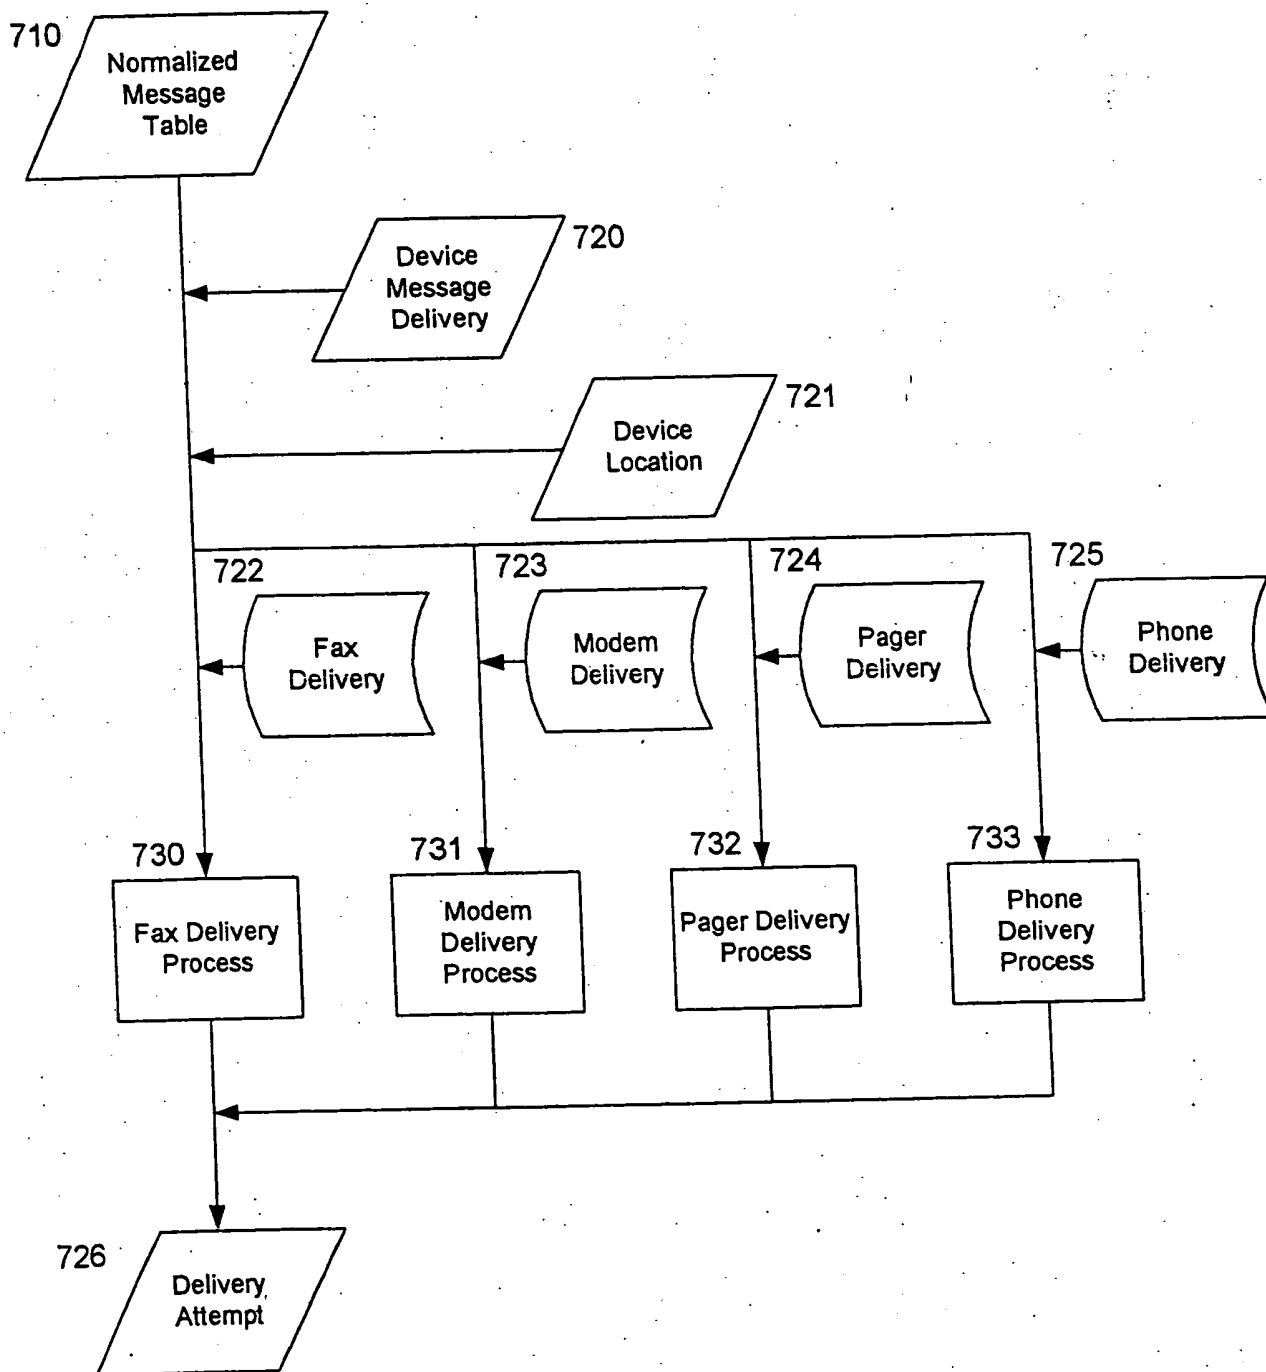 710
Normalized
Message
Table
Device
Message
Delivery
720
Device
Location
721
722
Fax
Delivery
723
Modem
Delivery
724
Pager
Delivery
725
Phone
Delivery
730
Fax Delivery
Process
731
Modem
Delivery
Process
732
Pager Delivery
Process
733
Phone
Delivery
Process
726
Delivery
Attempt